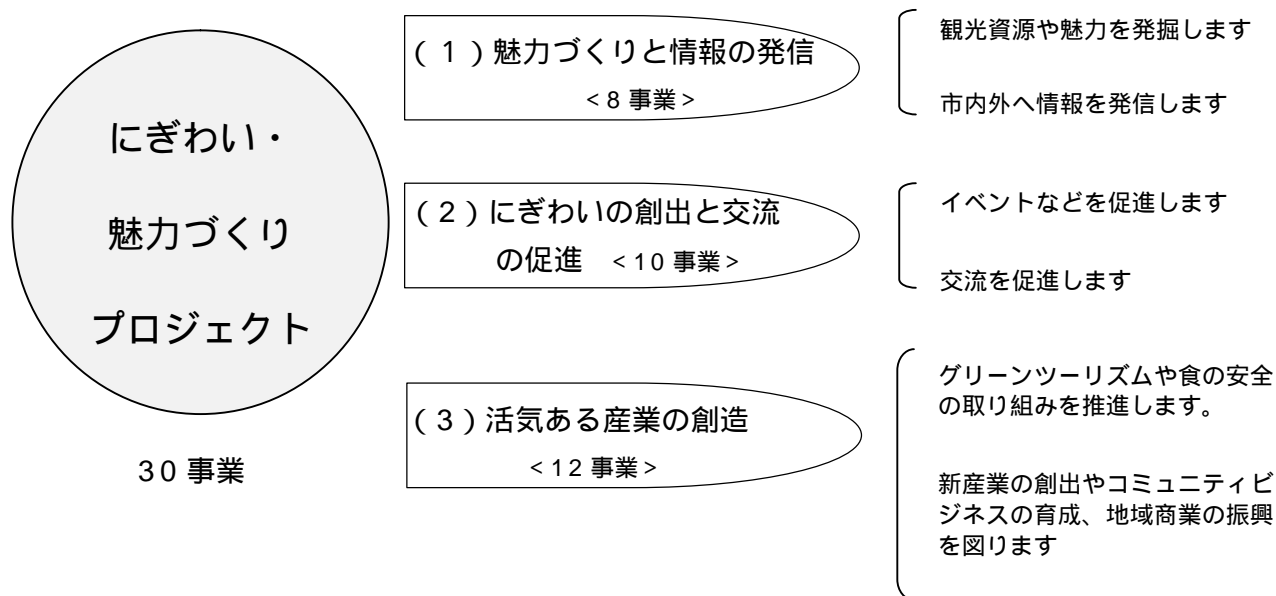 にぎわい・
魅力づくり
プロジェクト
30事業
(1)魅力づくりと情報の発信
<8事業>
観光資源や魅力を発掘します
市内外へ情報を発信します
(2)にぎわいの創出と交流
の促進 <10事業>
イベントなどを促進します
交流を促進します
(3)活気ある産業の創造
<12事業>
グリーンツーリズムや食の安全
の取り組みを推進します。
新産業の創出やコミュニティビ
ジネスの育成、地域商業の振興
を図ります